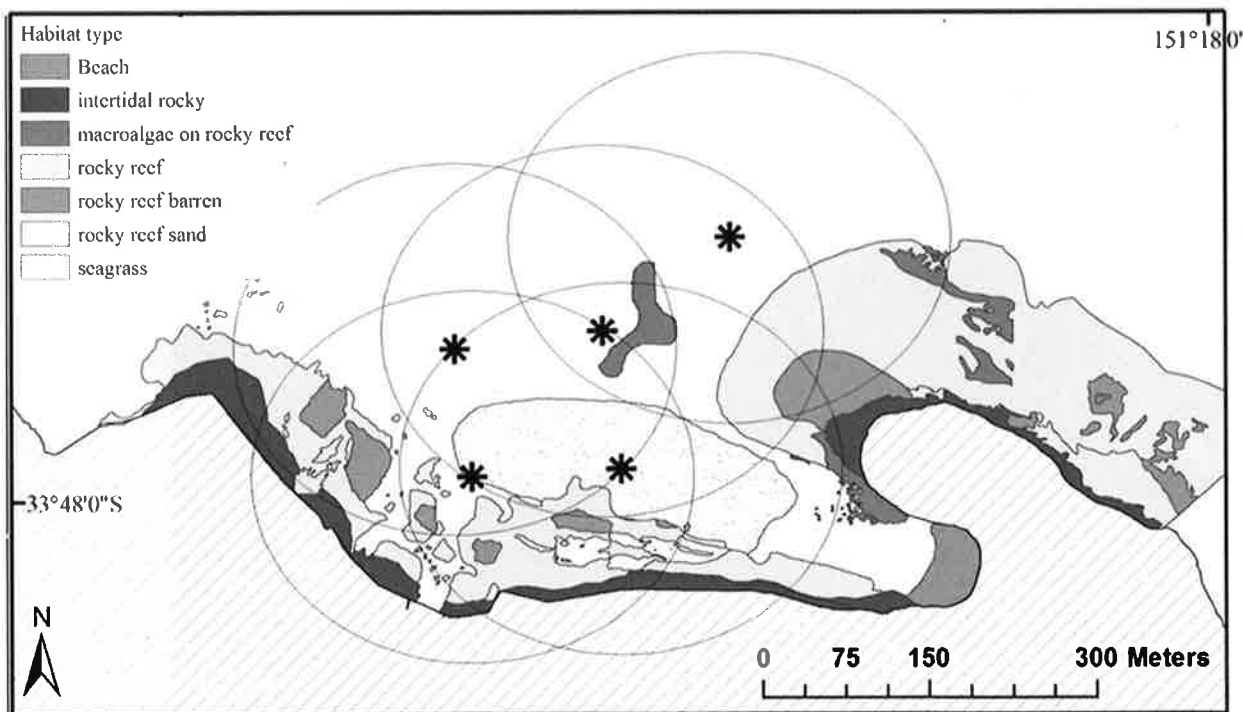 Habitat type
Beach
intertidal rocky
macroalgae on rocky reef
rocky reef
rocky reef barren
rocky reef sand
seagrass
151°18'0"
33°48'0"S
N
0 75 150 300 Meters